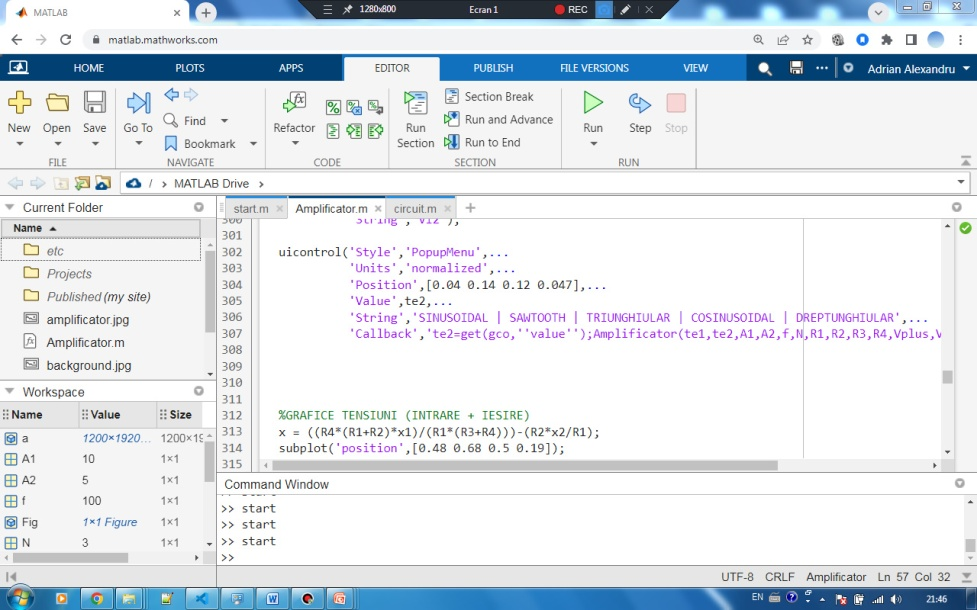 MATLAB
1280x800
Ecran 1
REC
matlab.mathworks.com
HOME PLOTS APPS EDITOR PUBLISH FILE VERSIONS VIEW
Adrian Alexandru
New Open Save
Go To
Find
Bookmark
Refactor
Run Section
Section Break
Run and Advance
Run to End
Run Step Stop
FILE NAVIGATE CODE SECTION RUN
/ › MATLAB Drive ›
Current Folder
Name
etc
Projects
Published (my site)
amplificator.jpg
Amplificator.m
background.jpg
Workspace
Name Value Size
a 1200×1920... 1200×19
A1 10 1×1
A2 5 1×1
f 100 1×1
Fig 1×1 Figure 1×1
N 3 1×1
start.m × Amplificator.m × circuit.m × +
300 'String','Vi2');
301
302 uicontrol('Style','PopupMenu',...
303 'Units','normalized',...
304 'Position',[0.04 0.14 0.12 0.047],...
305 'Value',te2,...
306 'String','SINUSOIDAL | SAWTOOTH | TRIUNGHIULAR | COSINUSOIDAL | DREPTUNGHIULAR',...
307 'Callback','te2=get(gco,''value'');Amplificator(te1,te2,A1,A2,f,N,R1,R2,R3,R4,Vplus,V
308
309
310
311
312 %GRAFICE TENSIUNI (INTRARE + IESIRE)
313 x = ((R4*(R1+R2)*x1)/(R1*(R3+R4)))-(R2*x2/R1);
314 subplot('position',[0.48 0.68 0.5 0.19]);
315
Command Window
>> start
>> start
>> start
>> start
>>
UTF-8 CRLF Amplificator Ln 57 Col 32
EN
21:46